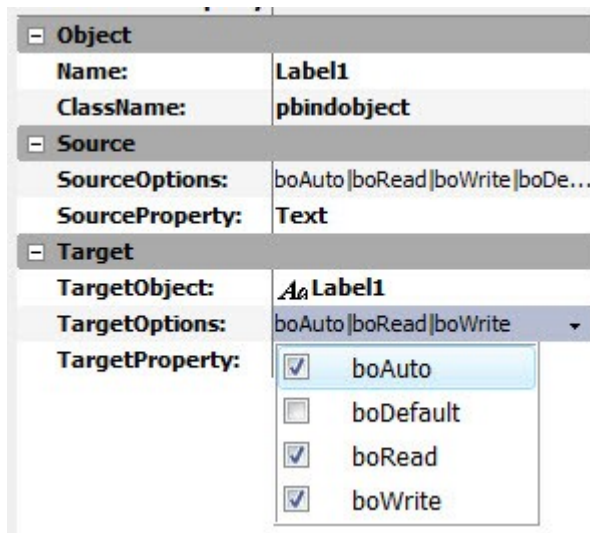 Object
Name: Label1
ClassName: pbindobject
Source
SourceOptions: boAuto|boRead|boWrite|boDe...
SourceProperty: Text
Target
TargetObject: Label1
TargetOptions: boAuto|boRead|boWrite
TargetProperty:
boAuto
boDefault
boRead
boWrite